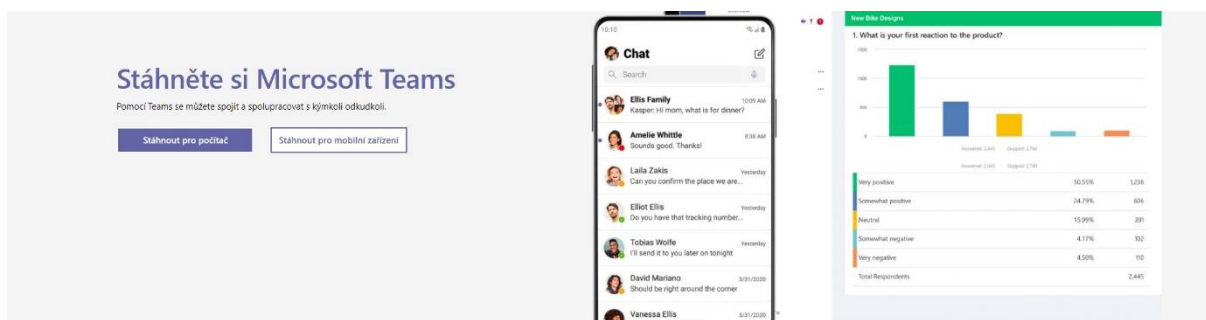 Stáhněte si Microsoft Teams
Pomocí Teams se můžete spojit a spolupracovat s kýmkoli odkudkoli.
Stáhnout pro počítač
Stáhnout pro mobilní zařízení
10:10
Chat
Search
Ellis Family 10:09 AM
Kasper: Hi mom, what is for dinner?
Amelie Whittle 8:38 AM
Sounds good. Thanks!
Laila Zakis Yesterday
Can you confirm the place we are...
Elliot Ellis Yesterday
Do you have that tracking number...
Tobias Wolfe Yesterday
I'll send it to you later on tonight
David Mariano 3/31/2020
Should be right around the corner
Vanessa Ellis 3/31/2020
New Bike Designs
1. What is your first reaction to the product?
1500
1000
500
0
Very positive 50.55% 1,236
Somewhat positive 24.79% 606
Neutral 15.99% 391
Somewhat negative 4.17% 102
Very negative 4.50% 110
Total Respondents 2,445